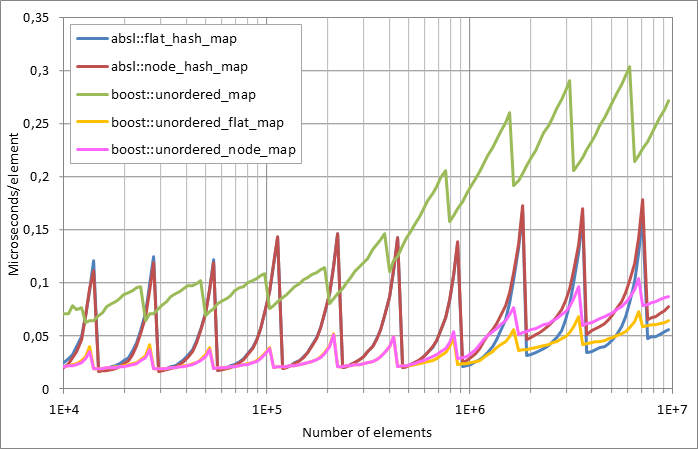 0,35
0,3
0,25
0,2
0,15
0,1
0,05
0
Microseconds/element
absl::flat_hash_map
absl::node_hash_map
boost::unordered_map
boost::unordered_flat_map
boost::unordered_node_map
1E+4
1E+5
1E+6
1E+7
Number of elements